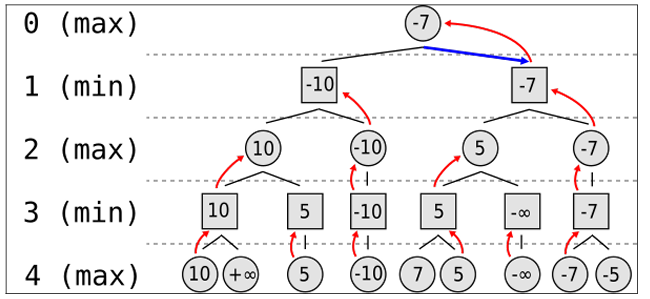 0 (max) -7
1 (min) -10 -7
2 (max) 10 -10 5 -7
3 (min) 10 5 -10 5 -∞ -7
4 (max) 10 +∞ 5 -10 7 5 -∞ -7 -5